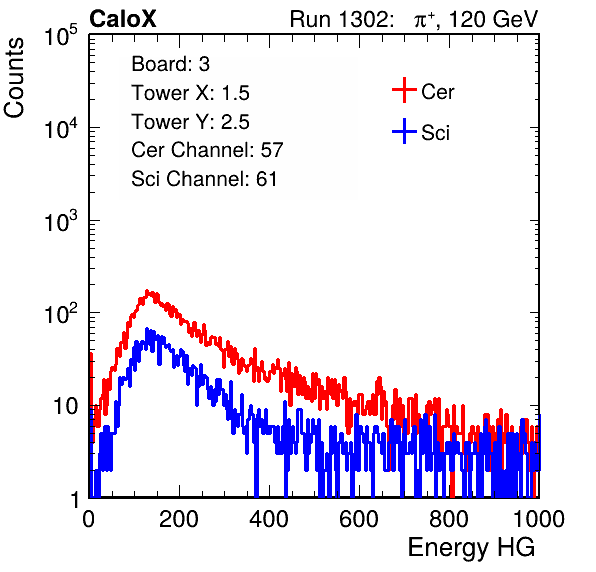 CaloX Run 1302: π⁺, 120 GeV
Counts
Board: 3
Tower X: 1.5
Tower Y: 2.5
Cer Channel: 57
Sci Channel: 61
Cer
Sci
10⁵
10⁴
10³
10²
10
1
0 200 400 600 800 1000
Energy HG